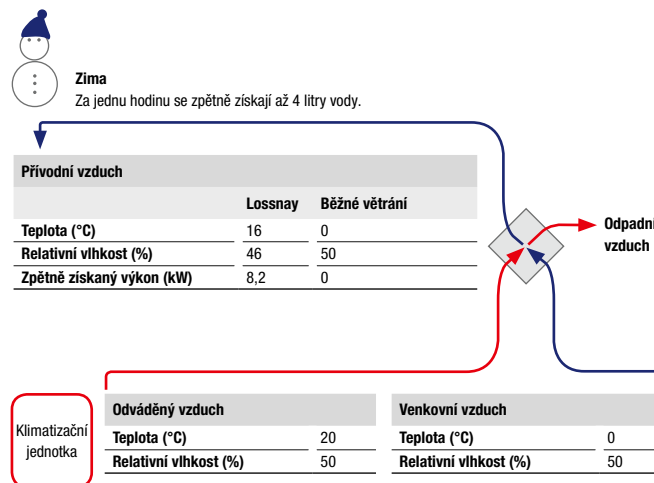 Zima
Za jednu hodinu se zpětně získají až 4 litry vody.
Přívodní vzduch
Lossnay Běžné větrání
Teplota (°C) 16 0
Relativní vlhkost (%) 46 50
Zpětně získaný výkon (kW) 8,2 0
Odpadní
vzduch
Klimatizační
jednotka
Odváděný vzduch
Teplota (°C) 20
Relativní vlhkost (%) 50
Venkovní vzduch
Teplota (°C) 0
Relativní vlhkost (%) 50